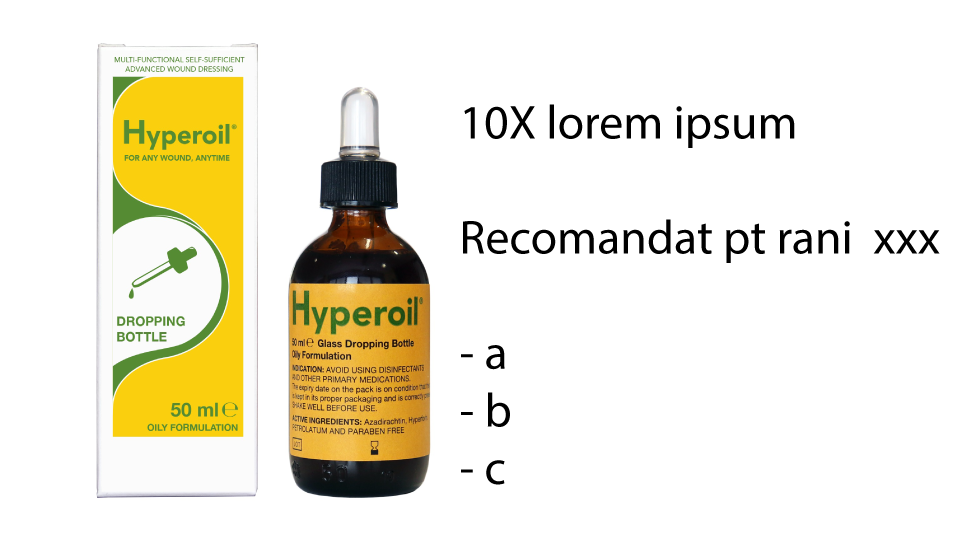 MULTI-FUNCTIONAL SELF-SUFFICIENT
ADVANCED WOUND DRESSING
Hyperoil®
FOR ANY WOUND, ANYTIME
DROPPING
BOTTLE
50 ml ℮
OILY FORMULATION
Hyperoil®
50 ml ℮ Glass Dropping Bottle
Oily Formulation
INDICATION: AVOID USING DISINFECTANTS
AND OTHER PRIMARY MEDICATIONS.
The expiry date on the pack is on condition that
is kept in its proper packaging and is correctly
SHAKE WELL BEFORE USE.
ACTIVE INGREDIENTS: Azadirachtin,
PETROLATUM AND PARABEN FREE
LOT
10X lorem ipsum
Recomandat pt rani xxx
- a
- b
- c